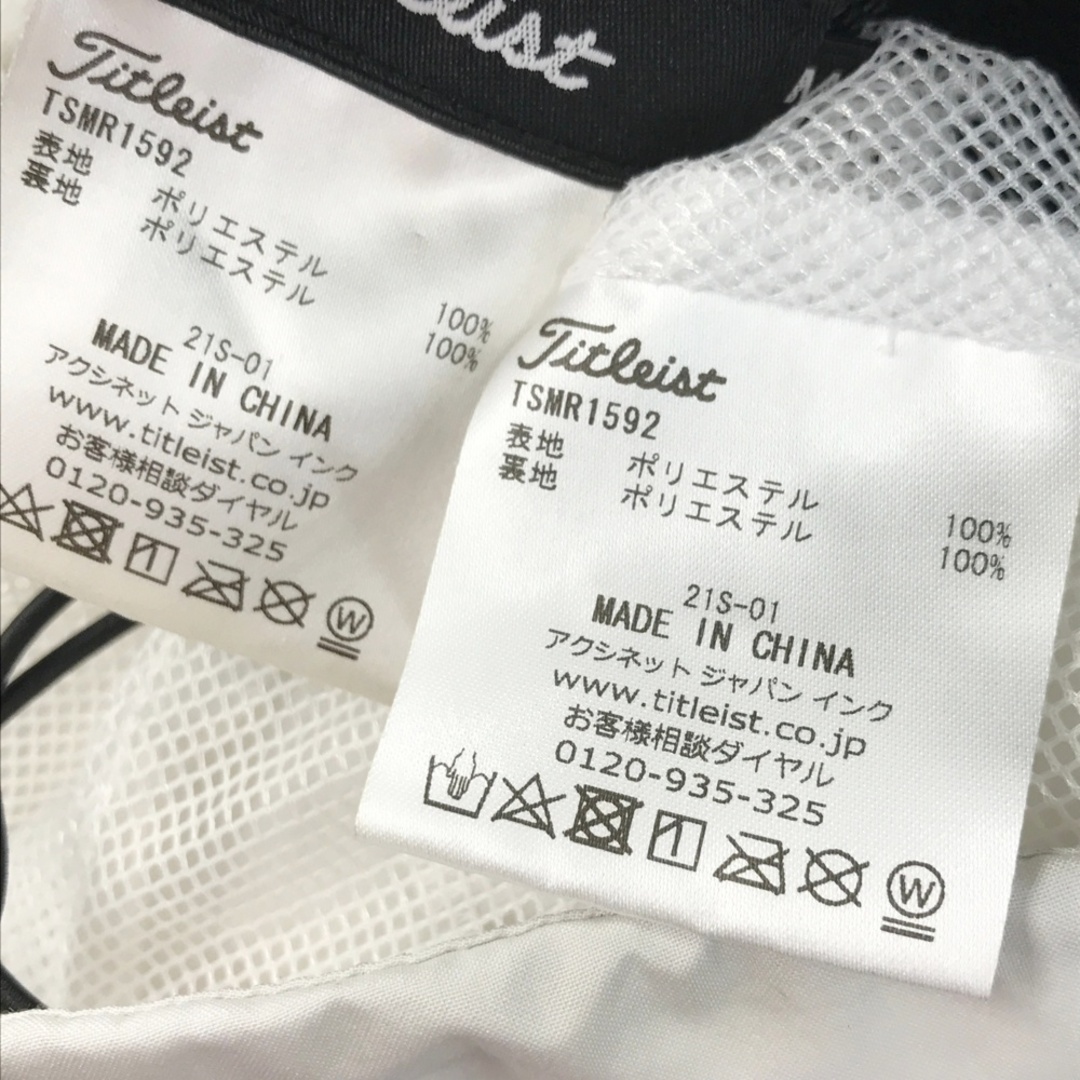 Titleist
TSMR1592
表地 ポリエステル 100%
裏地 ポリエステル 100%
21S-01
MADE IN CHINA
アクシネット ジャパン インク
www.titleist.co.jp
お客様相談ダイヤル
0120-935-325
W
Titleist
TSMR1592
表地 ポリエステル 100%
裏地 ポリエステル 100%
21S-01
MADE IN CHINA
アクシネット ジャパン インク
www.titleist.co.jp
お客様相談ダイヤル
0120-935-325
W